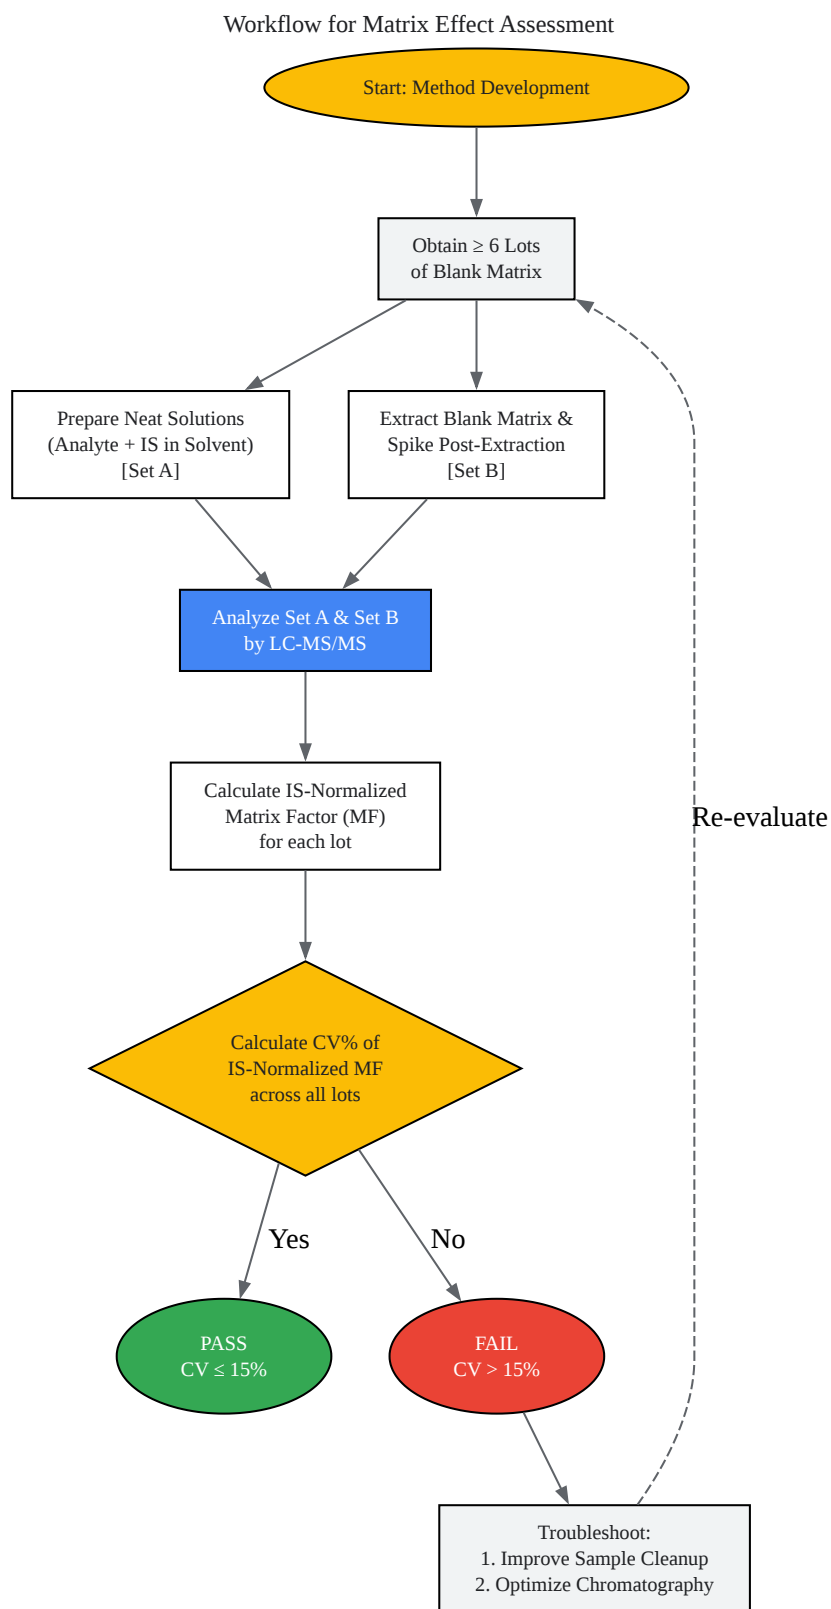 Workflow for Matrix Effect Assessment
Start: Method Development
Obtain ≥ 6 Lots
of Blank Matrix
Prepare Neat Solutions
(Analyte + IS in Solvent)
[Set A]
Extract Blank Matrix &
Spike Post-Extraction
[Set B]
Analyze Set A & Set B
by LC-MS/MS
Calculate IS-Normalized
Matrix Factor (MF)
for each lot
Re-evaluate
Calculate CV% of
IS-Normalized MF
across all lots
Yes
No
PASS
CV ≤ 15%
FAIL
CV > 15%
Troubleshoot:
1. Improve Sample Cleanup
2. Optimize Chromatography